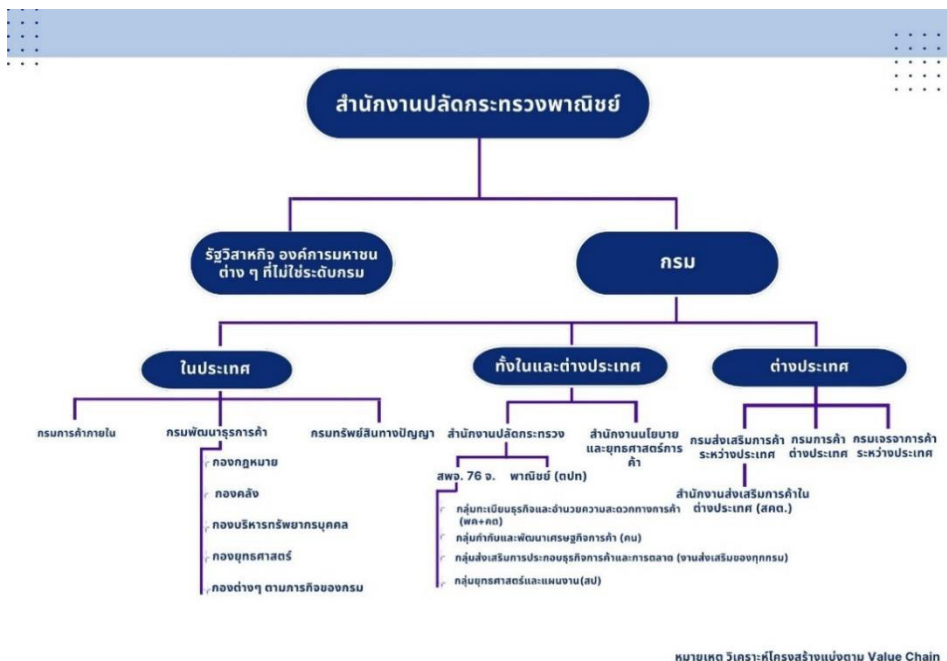 สำนักงานปลัดกระทรวงพาณิชย์
รัฐวิสาหกิจ องค์การมหาชน
ต่าง ๆ ที่ไม่ใช่ระดับกรม
กรม
ในประเทศ
ทั้งในและต่างประเทศ
ต่างประเทศ
กรมการค้าภายใน
กรมพัฒนาธุรการค้า
กรมทรัพย์สินทางปัญญา
สำนักงานปลัดกระทรวง
สำนักงานนโยบาย
และยุทธศาสตร์การ
ค้า
กรมส่งเสริมการค้า
ระหว่างประเทศ
กรมการค้า
ต่างประเทศ
กรมเจรจาการค้า
ระหว่างประเทศ
กองกฎหมาย
กองคลัง
กองบริหารทรัพยากรบุคคล
กองยุทธศาสตร์
กองต่างๆ ตามภารกิจของกรม
สพจ. 76 จ.
พาณิชย์ (ตปท)
กลุ่มทะเบียนธุรกิจและอำนวยความสะดวกทางการค้า
(พค+คต)
กลุ่มกำกับและพัฒนาเศรษฐกิจการค้า (คน)
กลุ่มส่งเสริมการประกอบธุรกิจการค้าและการตลาด (งานส่งเสริมของทุกกรม)
กลุ่มยุทธศาสตร์และแผนงาน(สป)
สำนักงานส่งเสริมการค้าใน
ต่างประเทศ (สคต.)
หมายเหตุ วิเคราะห์โครงสร้างแบ่งตาม Value Chain